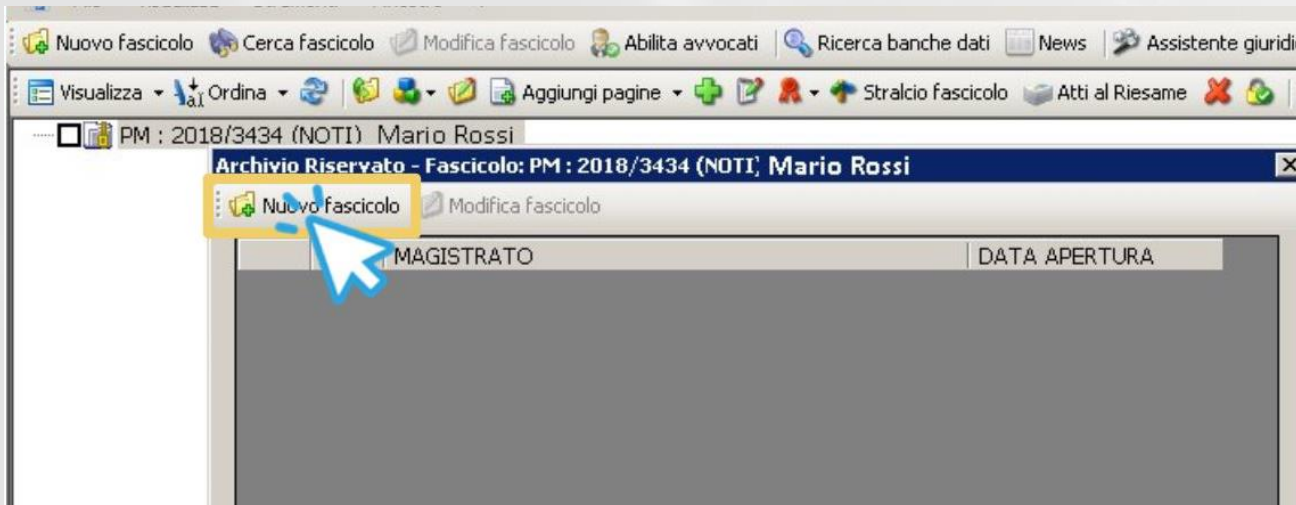 Nuovo fascicolo Cerca fascicolo Modifica fascicolo Abilita avvocati Ricerca banche dati News Assistente giuridi
Visualizza Ordina Aggiungi pagine Stralcio fascicolo Atti al Riesame
PM : 2018/3434 (NOTI) Mario Rossi
Archivio Riservato - Fascicolo: PM : 2018/3434 (NOTI) Mario Rossi
Nuovo fascicolo Modifica fascicolo
MAGISTRATO DATA APERTURA